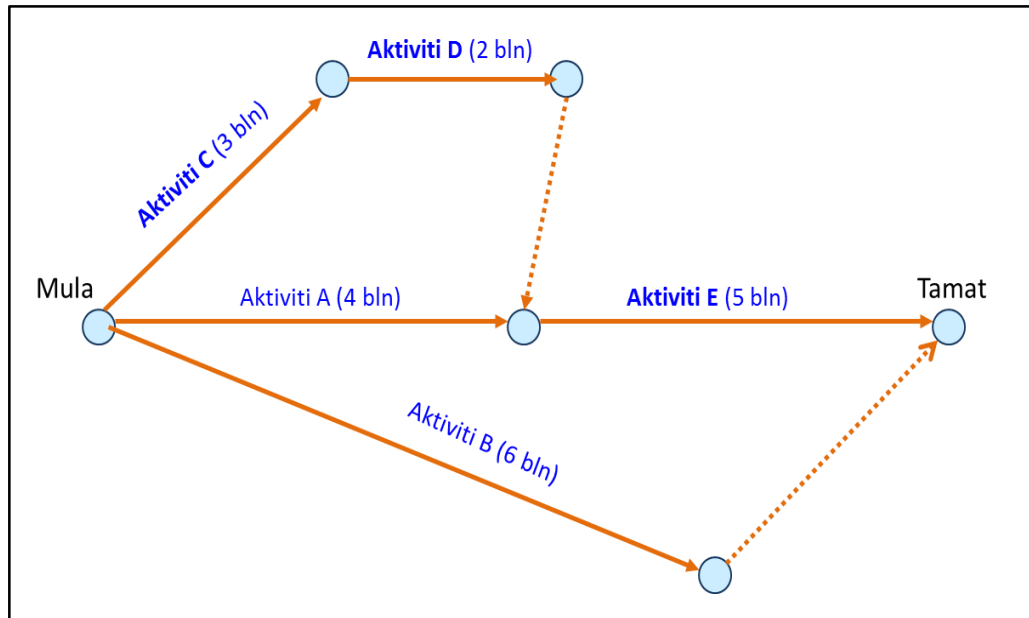 Aktiviti D (2 bln)
Aktiviti C (3 bln)
Mula
Aktiviti A (4 bln)
Aktiviti E (5 bln)
Tamat
Aktiviti B (6 bln)